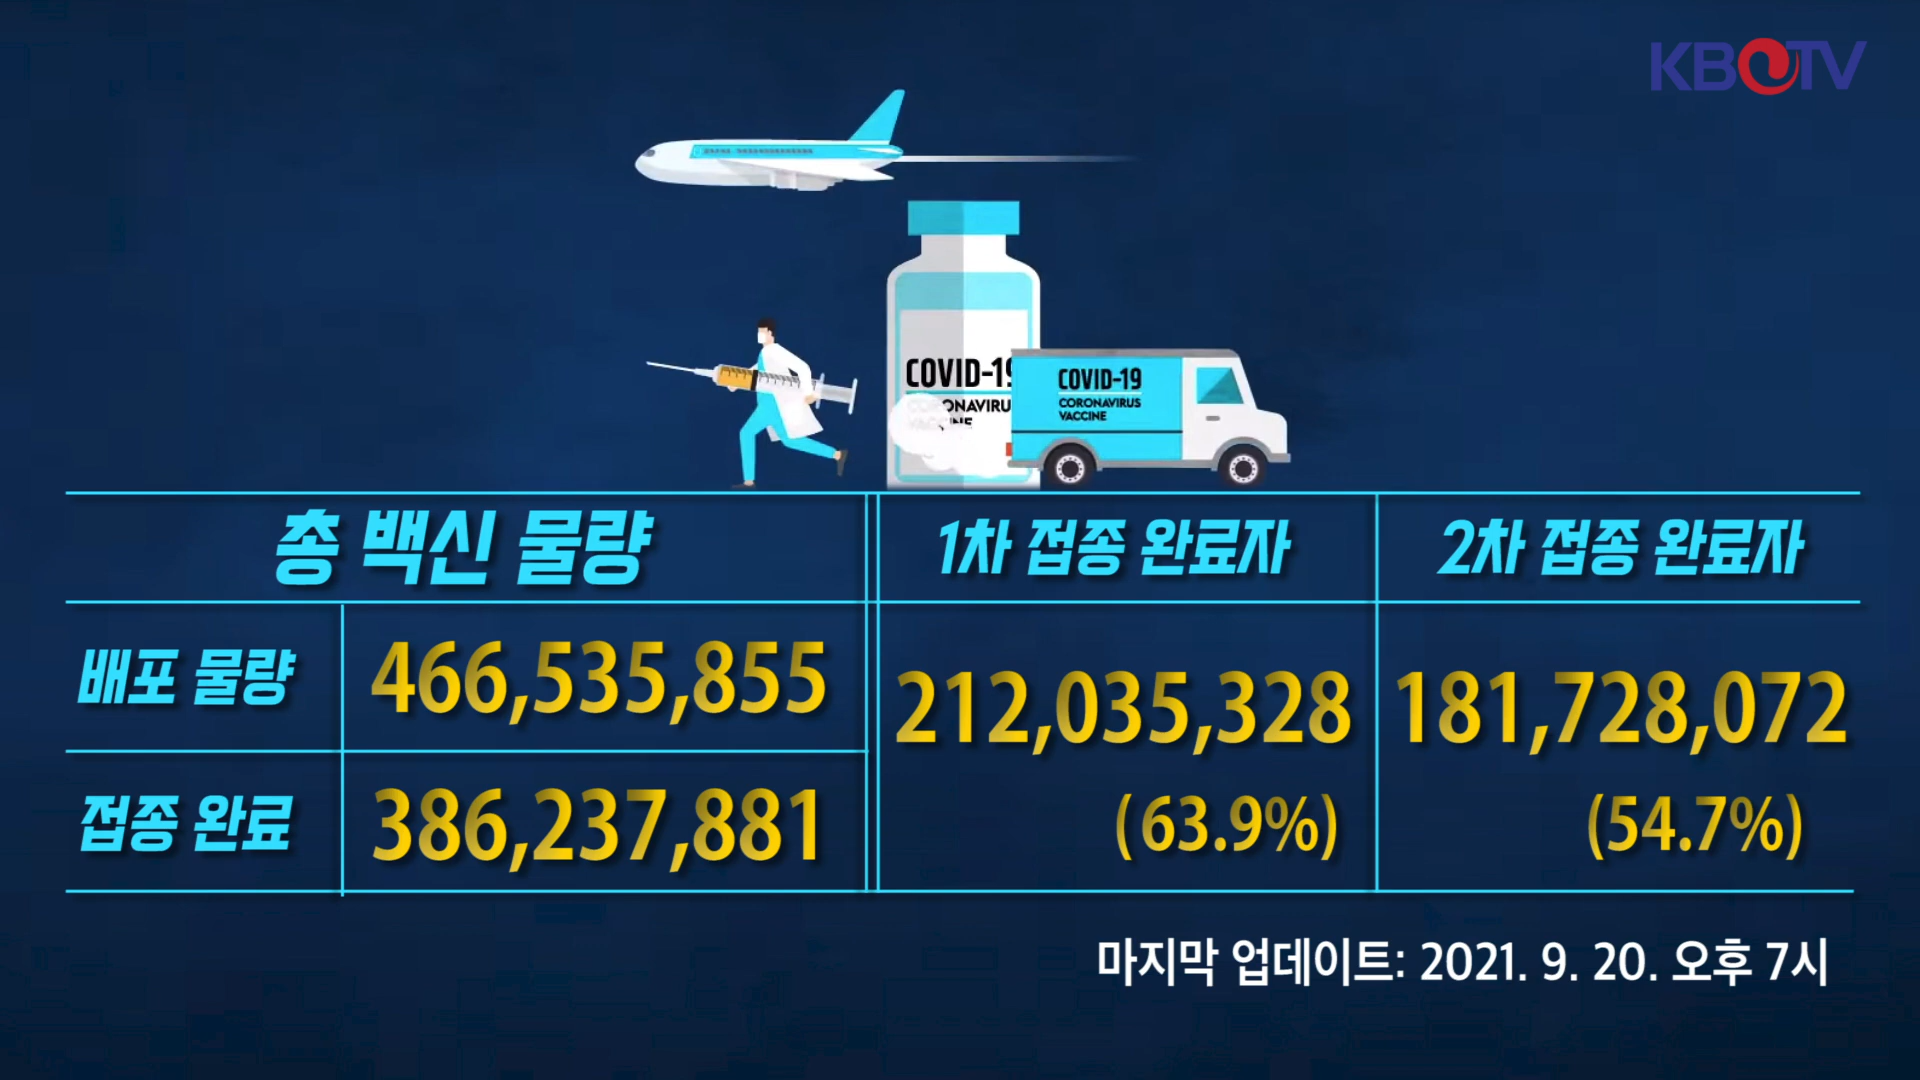 KBTV
COVID-19
CORONAVIRUS
VACCINE
COVID-19
CORONAVIRUS
VACCINE
총 백신 물량
1차 접종 완료자
2차 접종 완료자
배포 물량
466,535,855
212,035,328
181,728,072
접종 완료
386,237,881
(63.9%)
(54.7%)
마지막 업데이트: 2021. 9. 20. 오후 7시